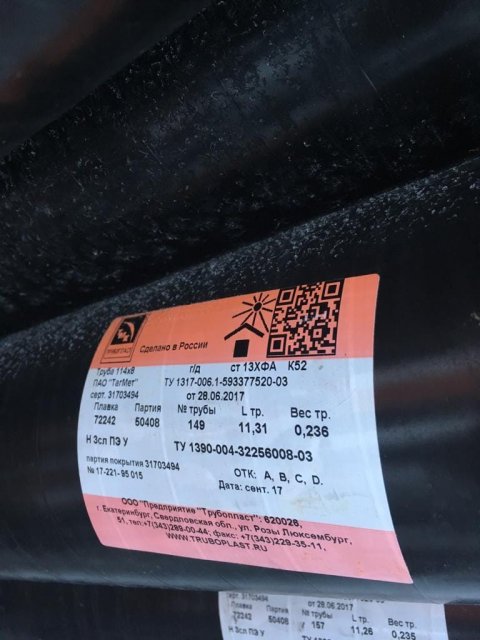 ТРУБОПЛАСТ
Сделано в России
Труба 114х8 г/д ст 13ХФА К52
ПАО "ТагМет" ТУ 1317-006.1-593377520-03
серт. 31703494 от 28.06.2017
Плавка Партия № трубы L тр. Вес тр.
72242 50408 149 11,31 0,236
Н 3сл ПЭ У ТУ 1390-004-32256008-03
партия покрытия 31703494 ОТК: А, В, С, D.
№ 17-221- 95 015 Дата: сент. 17
ООО "Предприятие "Трубопласт": 620026,
г. Екатеринбург, Свердловская обл., ул. Розы Люксембург,
51, тел:+7(343)289-00-44, факс: +7(343)229-35-11,
WWW.TRUBOPLAST.RU
серт. 31703494 от 28.06.2017
Плавка Партия № трубы L тр. Вес тр.
72242 50408 157 11,26 0,235
Н 3сл ПЭ У